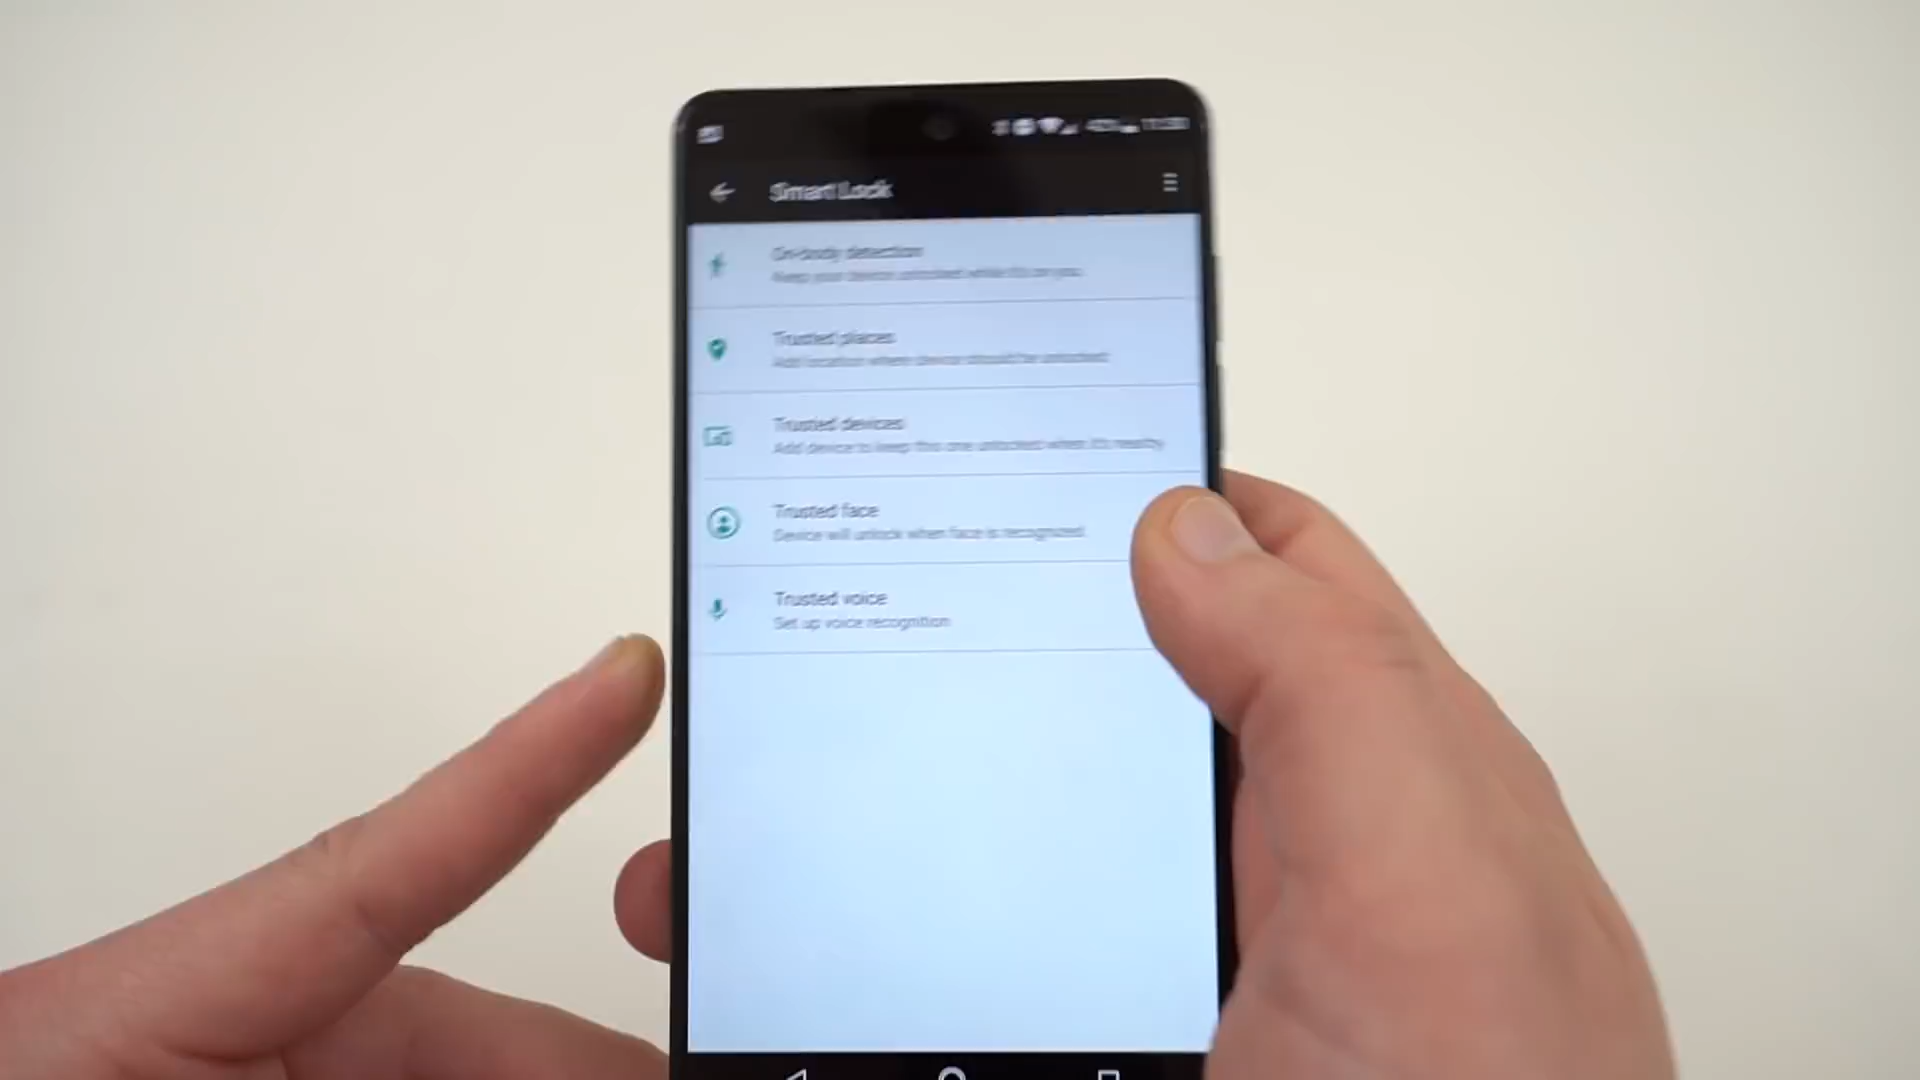 Smart Lock
On-body detection
Keep your device unlocked while it's on you
Trusted places
Add location where device should be unlocked
Trusted devices
Add device to keep this one unlocked when it's nearby
Trusted face
Device will unlock when face is recognized
Trusted voice
Set up voice recognition